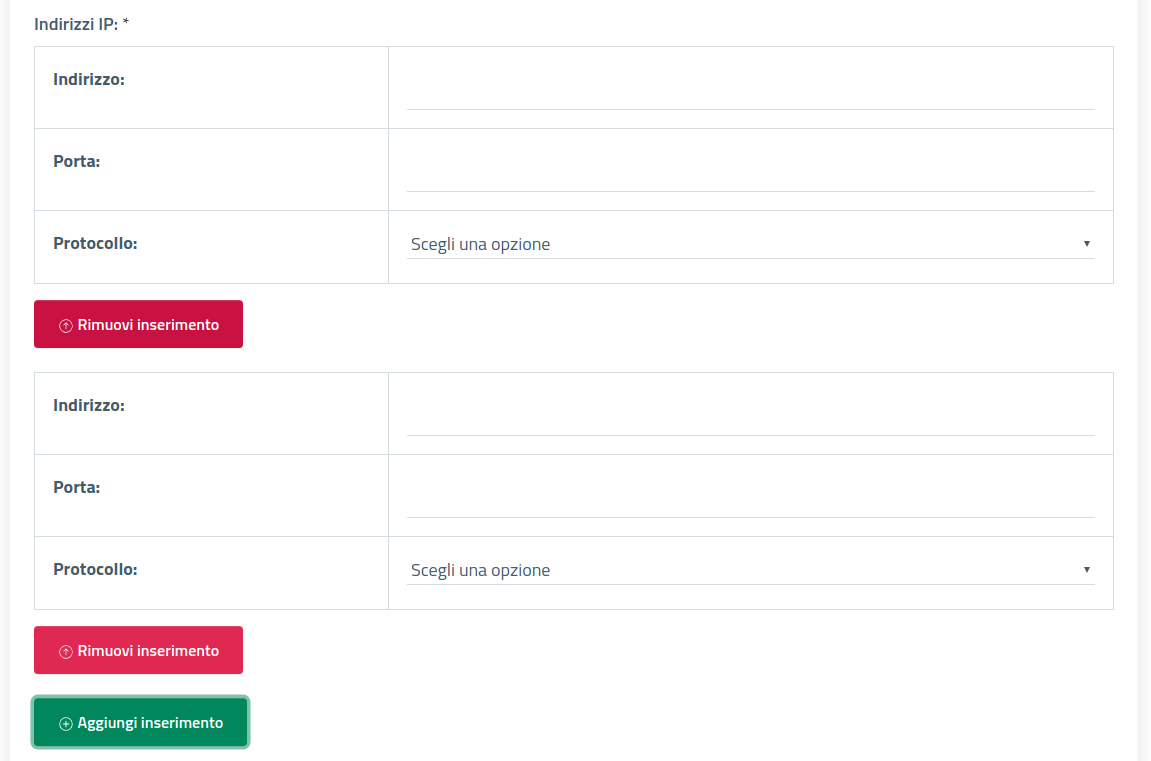 Indirizzi IP: *
Indirizzo:
Porta:
Protocollo:
Scegli una opzione
Rimuovi inserimento
Indirizzo:
Porta:
Protocollo:
Scegli una opzione
Rimuovi inserimento
Aggiungi inserimento